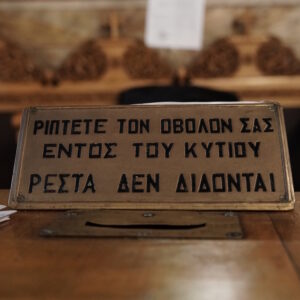 ΡΙΠΤΕΤΕ ΤΟΝ ΟΒΟΛΟΝ ΣΑΣ
ΕΝΤΟΣ ΤΟΥ ΚΥΤΙΟΥ
ΡΕΣΤΑ ΔΕΝ ΔΙΔΟΝΤΑΙ